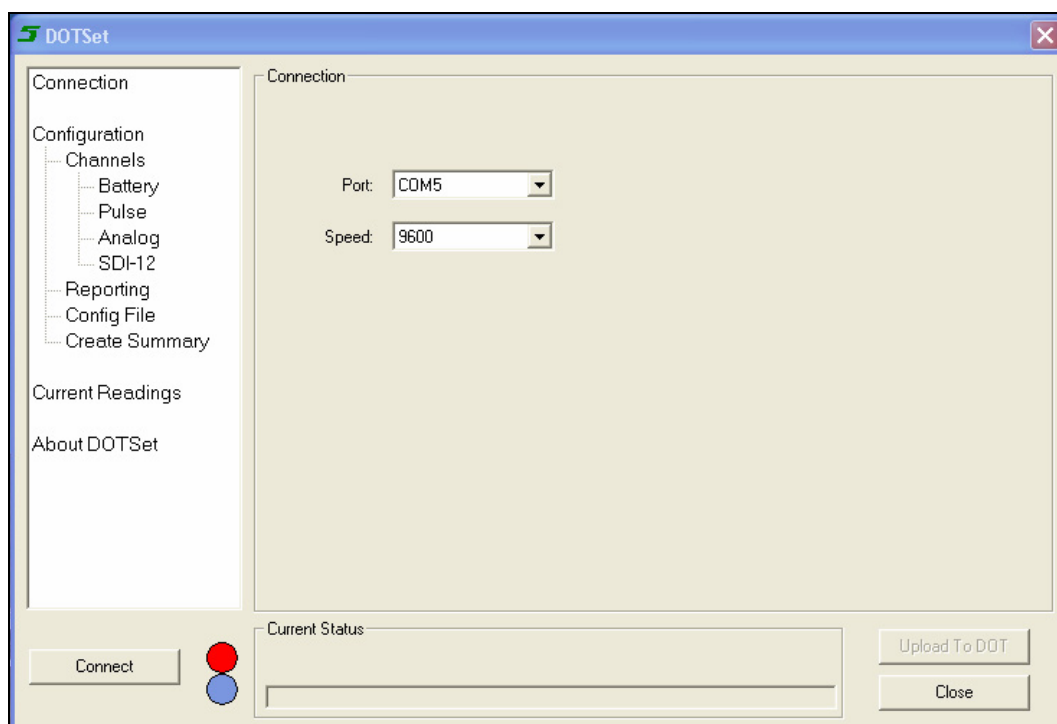 DOTSet
Connection
Configuration
Channels
Battery
Pulse
Analog
SDI-12
Reporting
Config File
Create Summary
Current Readings
About DOTSet
Connection
Port: COM5
Speed: 9600
Connect
Current Status
Upload To DOT
Close